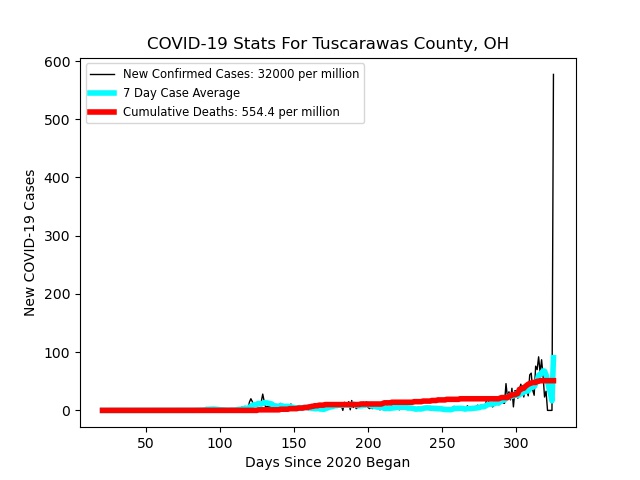 COVID-19 Stats For Tuscarawas County, OH
New Confirmed Cases: 32000 per million
7 Day Case Average
Cumulative Deaths: 554.4 per million
New COVID-19 Cases
600
500
400
300
200
100
0
50 100 150 200 250 300
Days Since 2020 Began